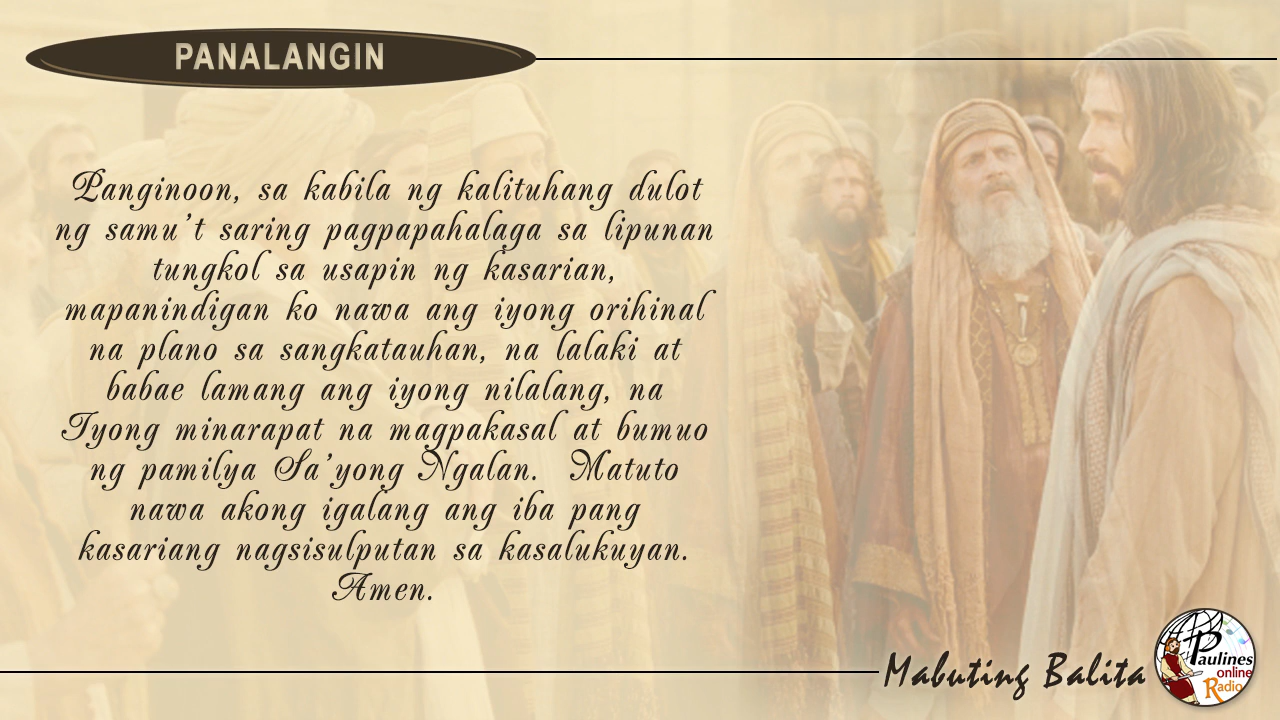 PANALANGIN
Panginoon, sa kabila ng kalituhang dulot
ng samu't saring pagpapahalaga sa lipunan
tungkol sa usapin ng kasarian,
mapanindigan ko nawa ang iyong orihinal
na plano sa sangkatauhan, na lalaki at
babae lamang ang iyong nilalang, na
Iyong minarapat na magpakasal at bumuo
ng pamilya Sa'yong Ngalan. Matuto
nawa akong igalang ang iba pang
kasariang nagsisulputan sa kasalukuyan.
Amen.
Mabuting Balita
Paulines
online
Radio